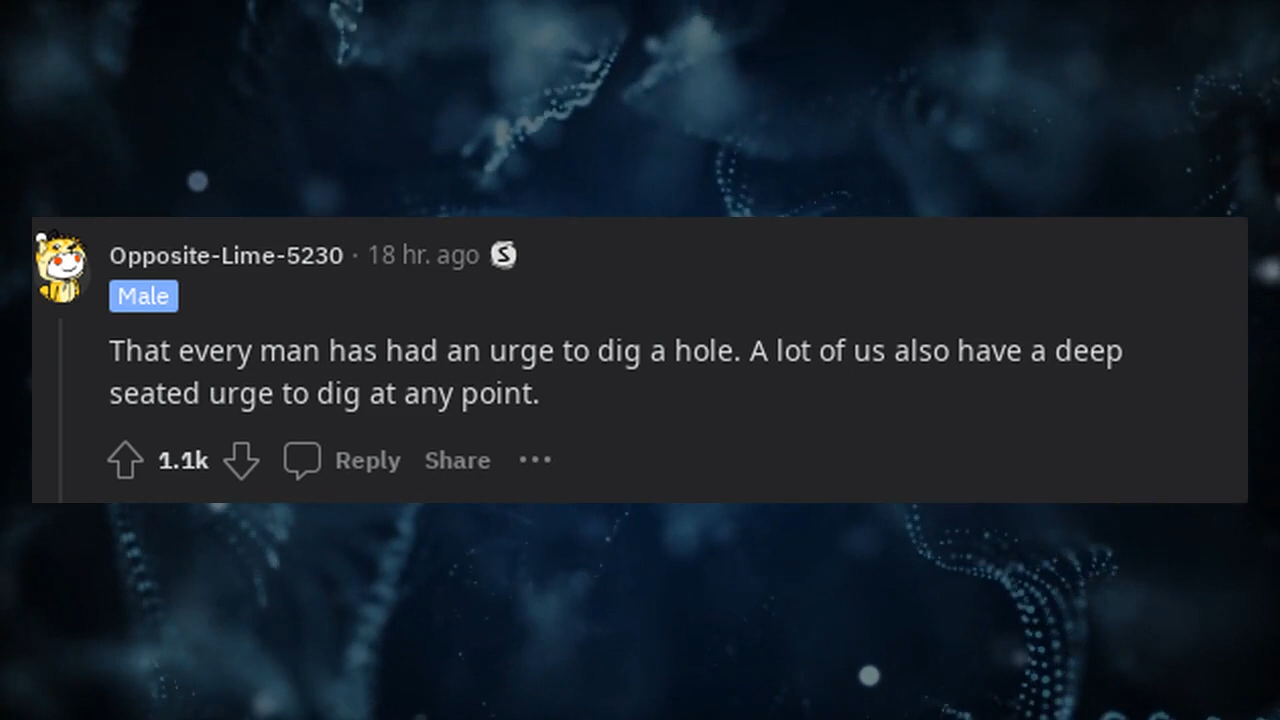 Opposite-Lime-5230 · 18 hr. ago
Male
That every man has had an urge to dig a hole. A lot of us also have a deep
seated urge to dig at any point.
1.1k Reply Share ...